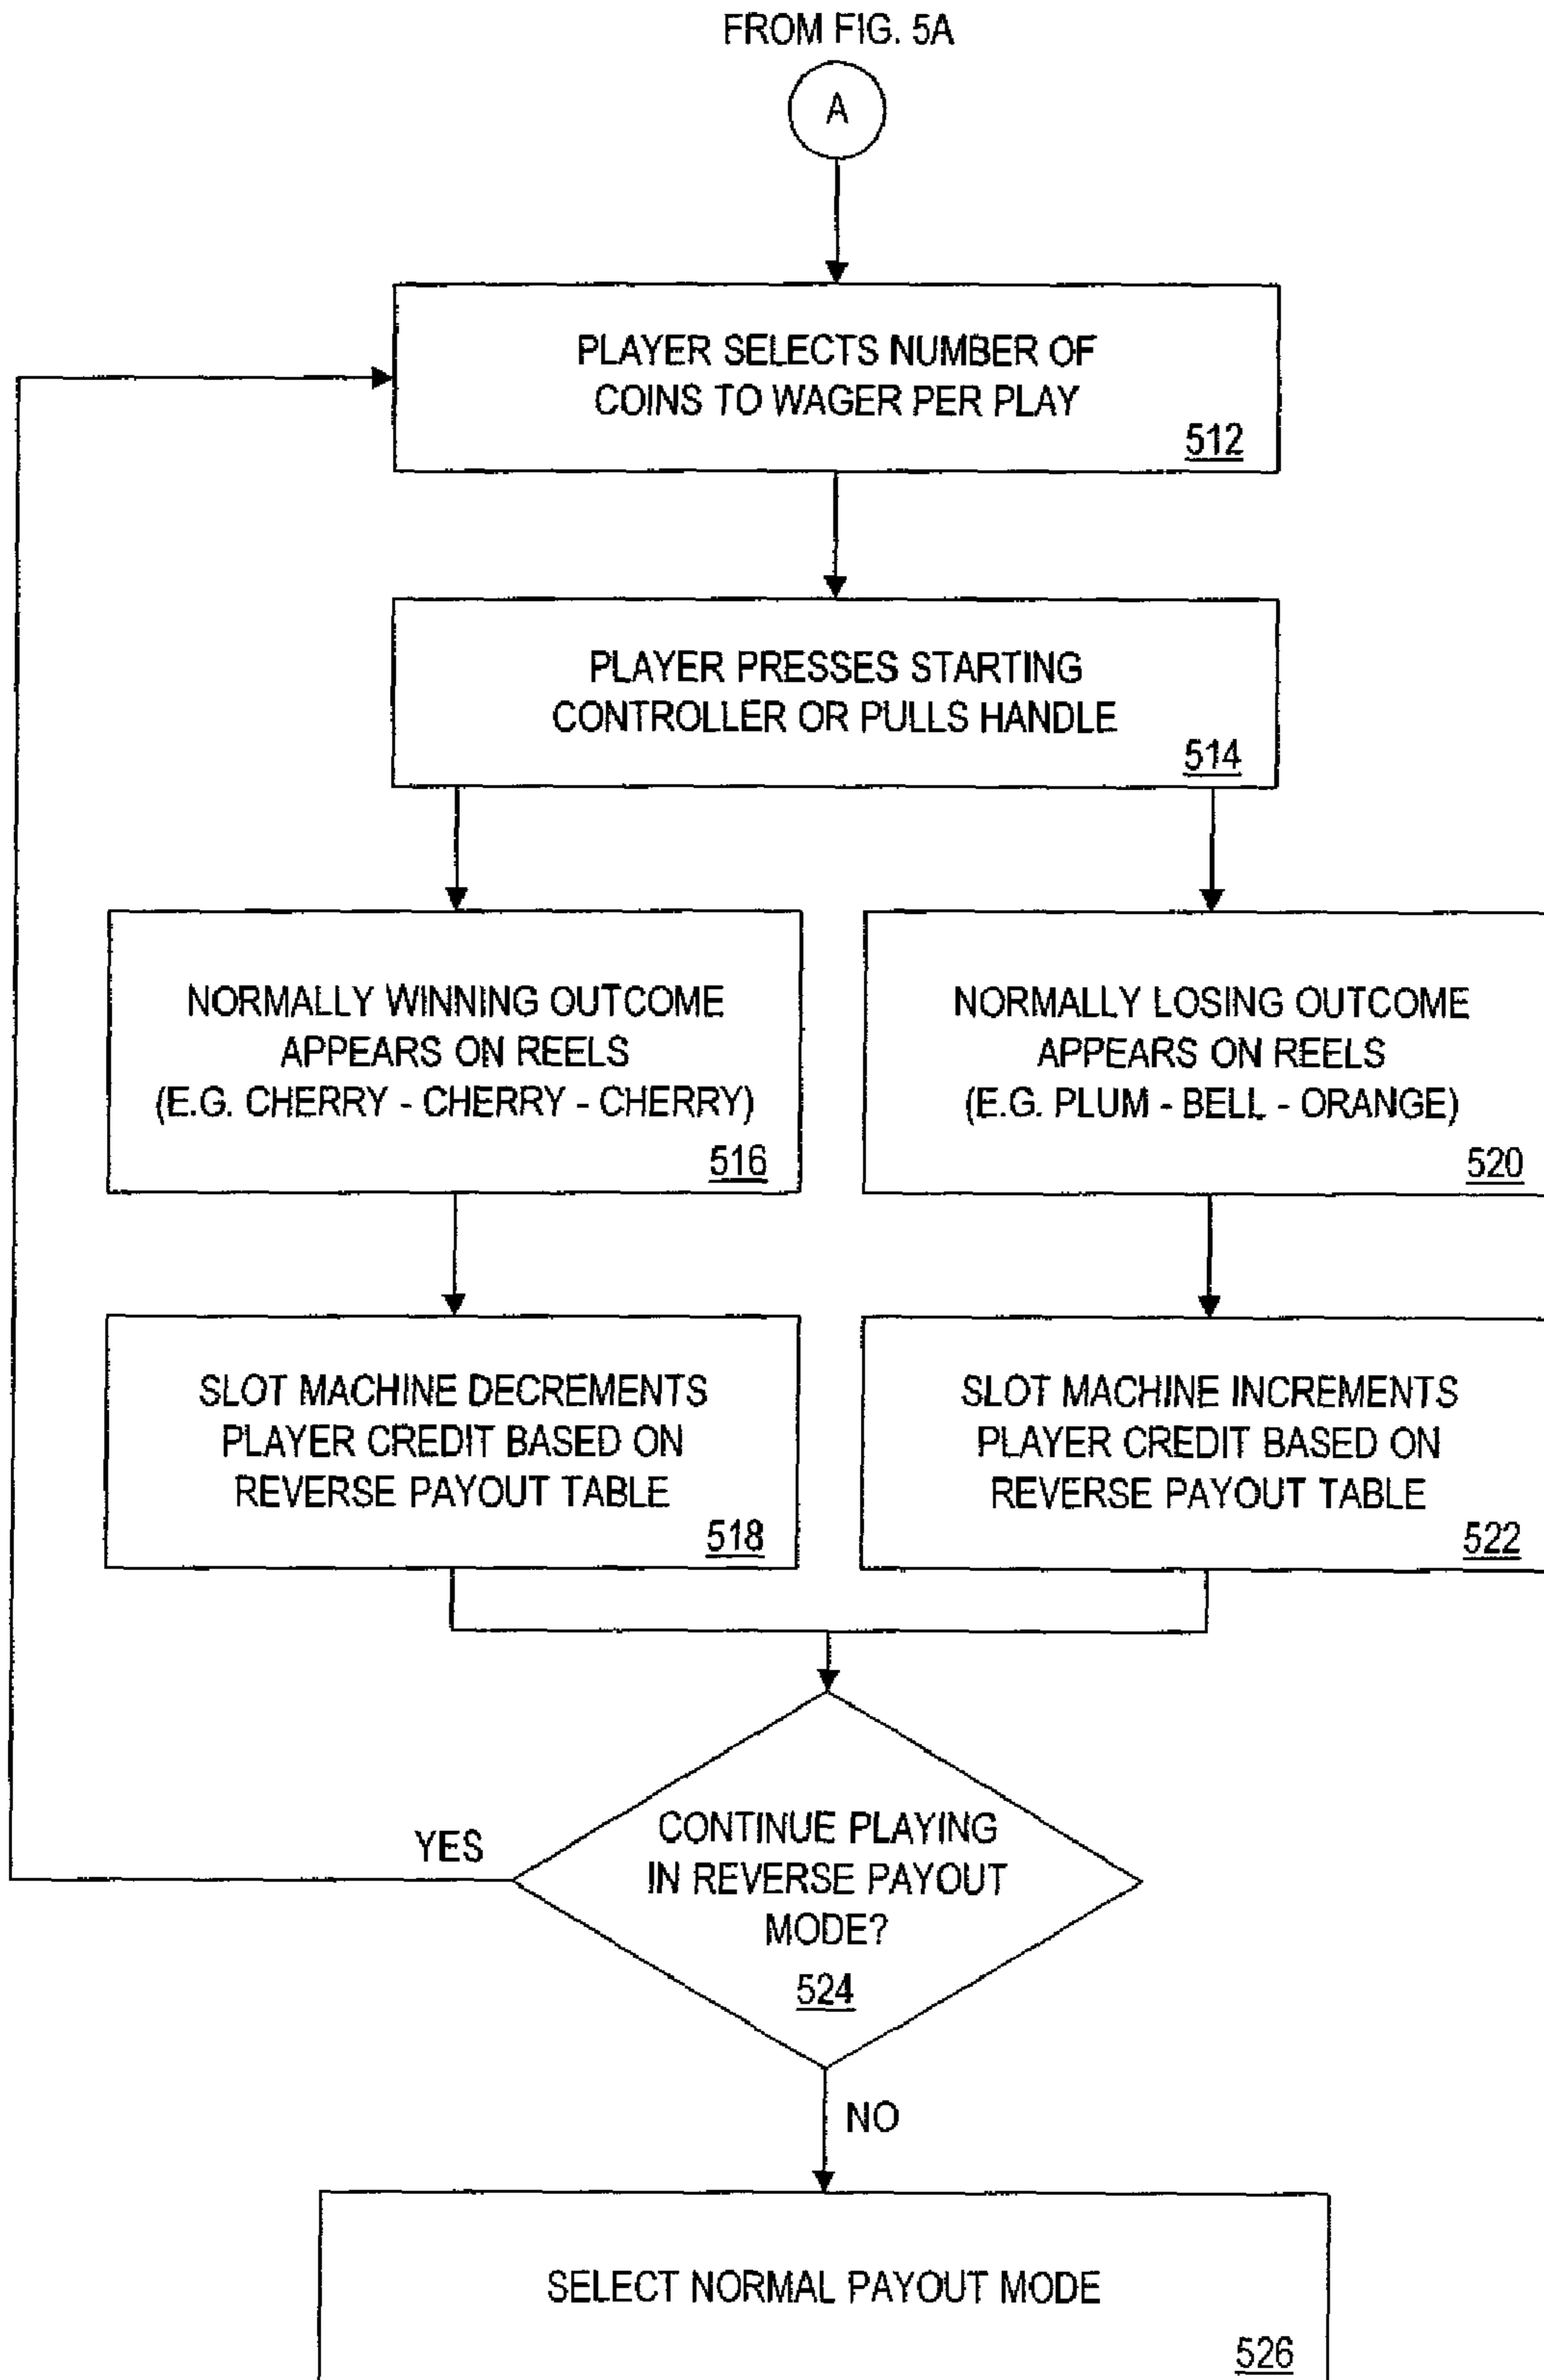 FROM FIG. 5A
A
PLAYER SELECTS NUMBER OF
COINS TO WAGER PER PLAY
512
PLAYER PRESSES STARTING
CONTROLLER OR PULLS HANDLE
514
NORMALLY WINNING OUTCOME
APPEARS ON REELS
(E.G. CHERRY - CHERRY - CHERRY)
516
NORMALLY LOSING OUTCOME
APPEARS ON REELS
(E.G. PLUM - BELL - ORANGE)
520
SLOT MACHINE DECREMENTS
PLAYER CREDIT BASED ON
REVERSE PAYOUT TABLE
518
SLOT MACHINE INCREMENTS
PLAYER CREDIT BASED ON
REVERSE PAYOUT TABLE
522
CONTINUE PLAYING
IN REVERSE PAYOUT
MODE?
524
YES
NO
SELECT NORMAL PAYOUT MODE
526